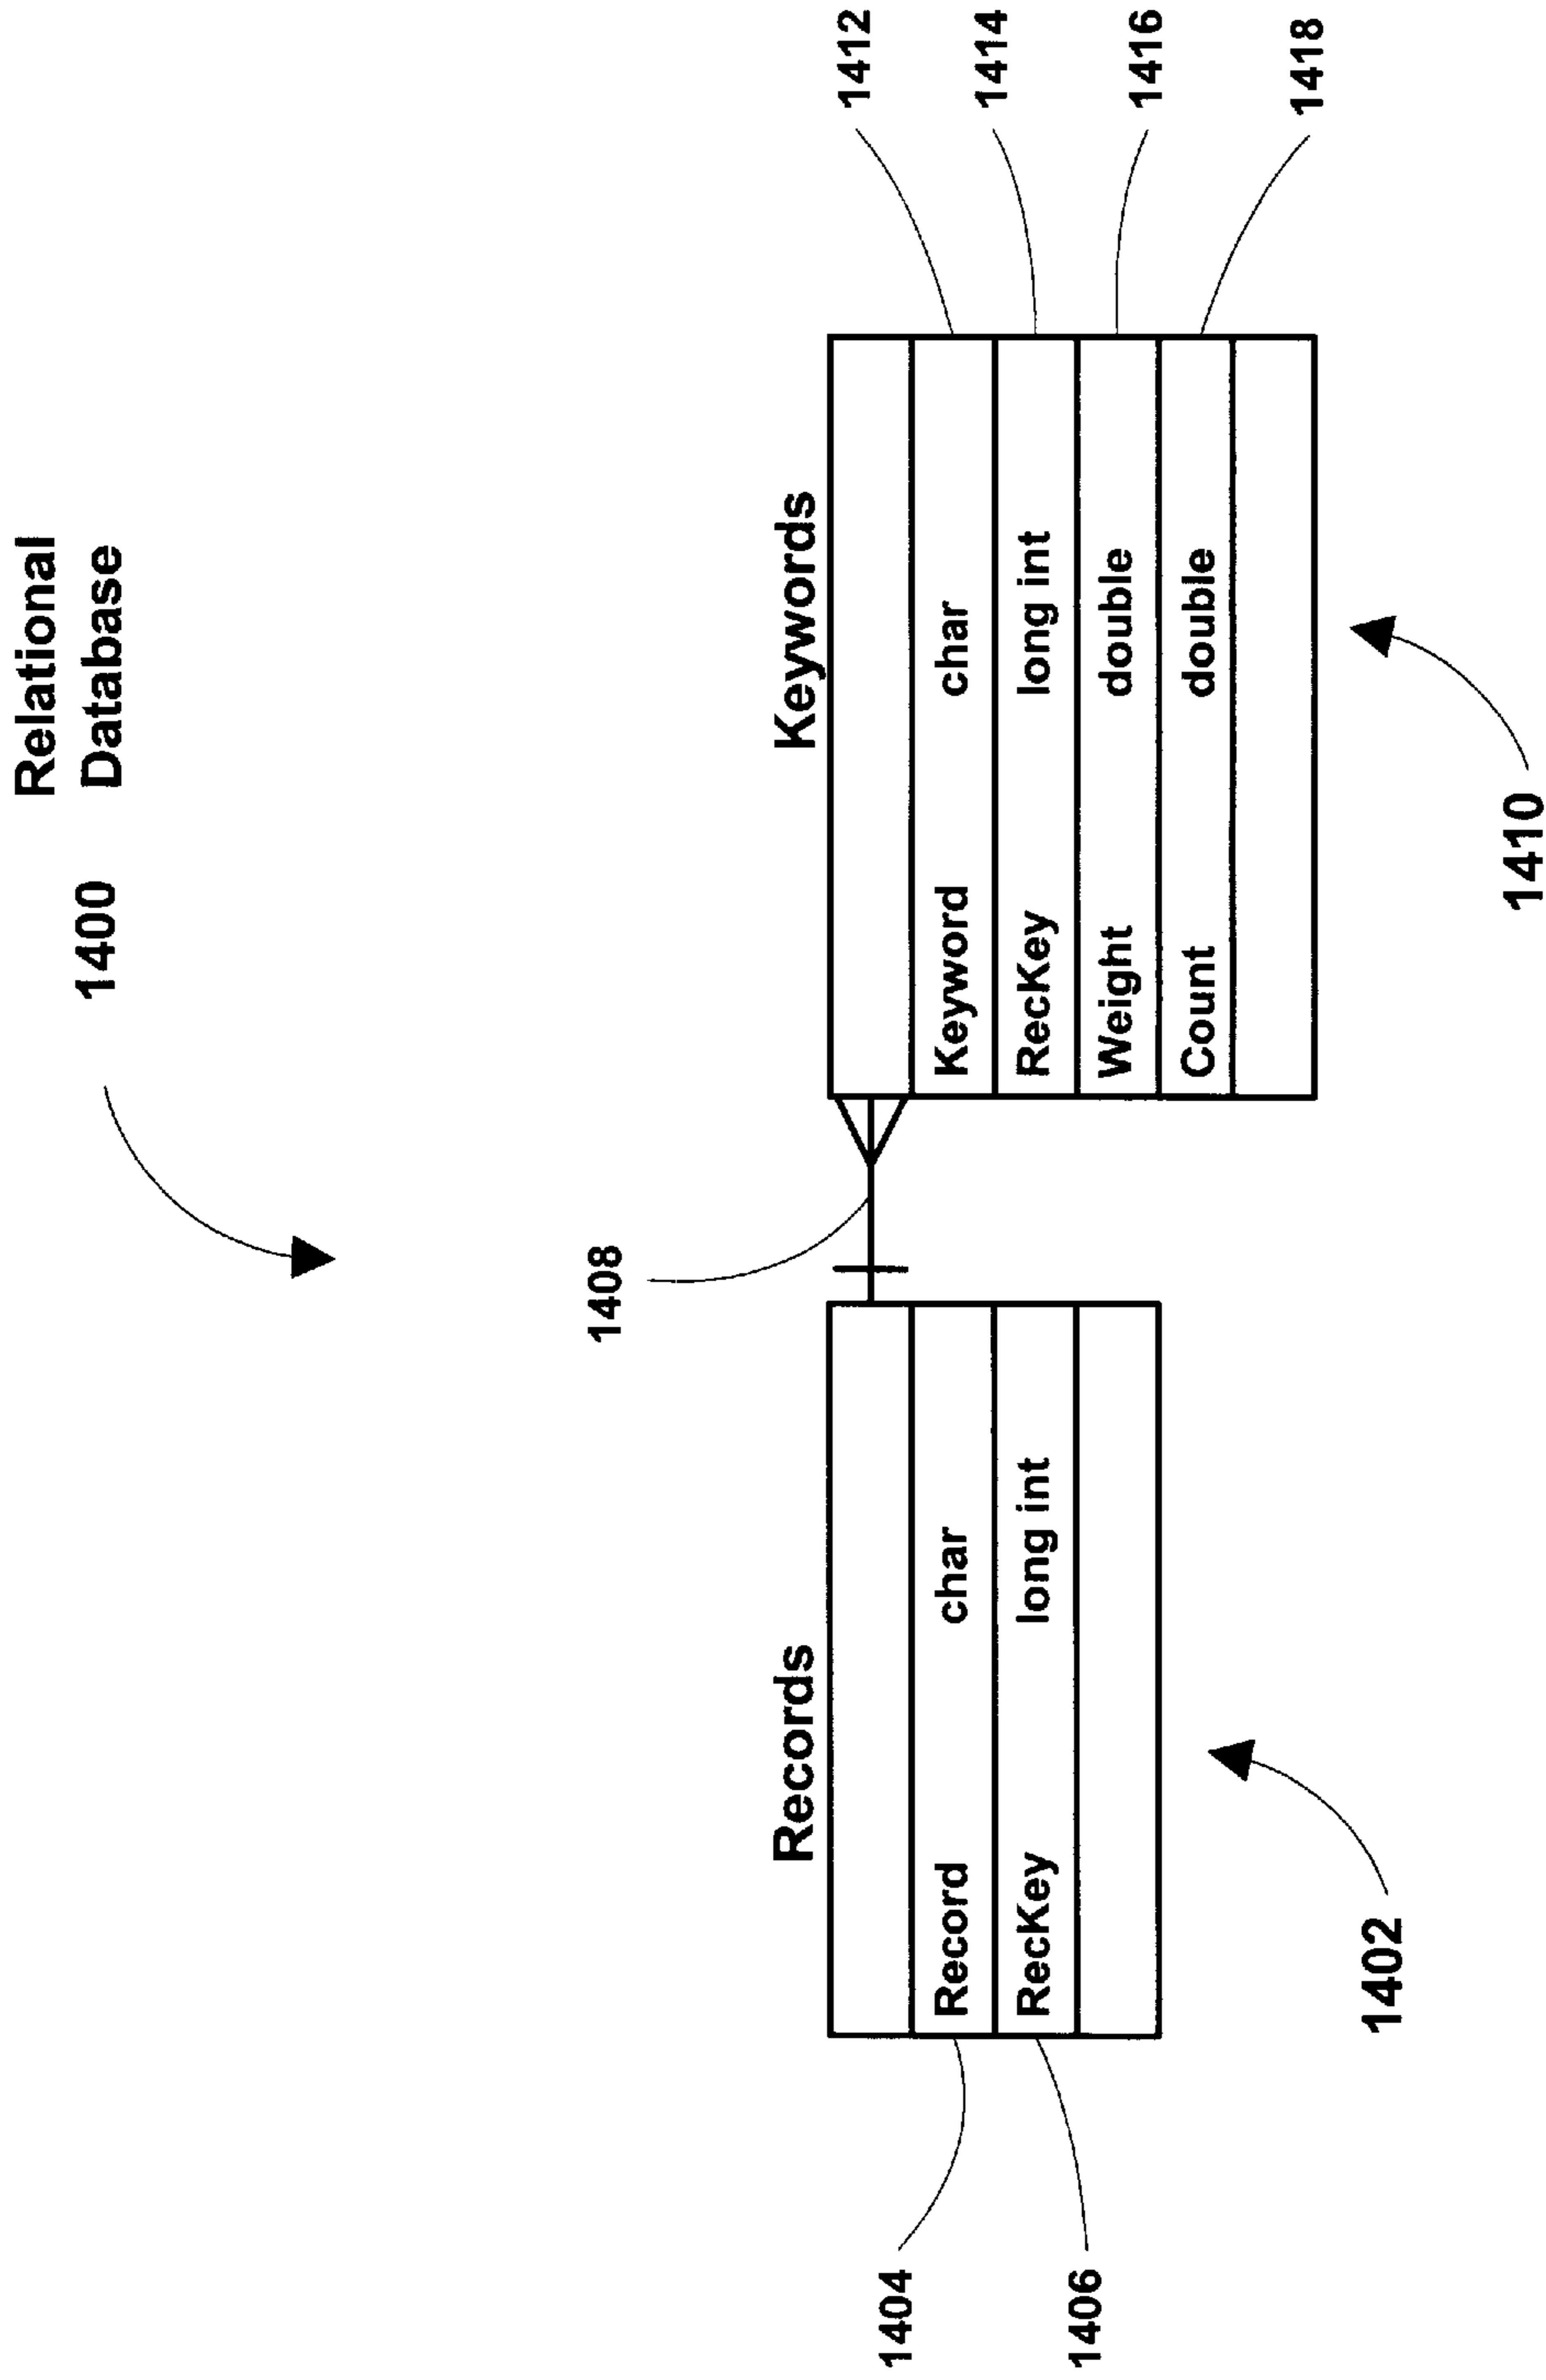 Relational
1400 Database
1408
Records
Record char
RecKey long int
1404
1406
1402
Keywords
Keyword char
RecKey long int
Weight double
Count double
1412
1414
1416
1418
1410